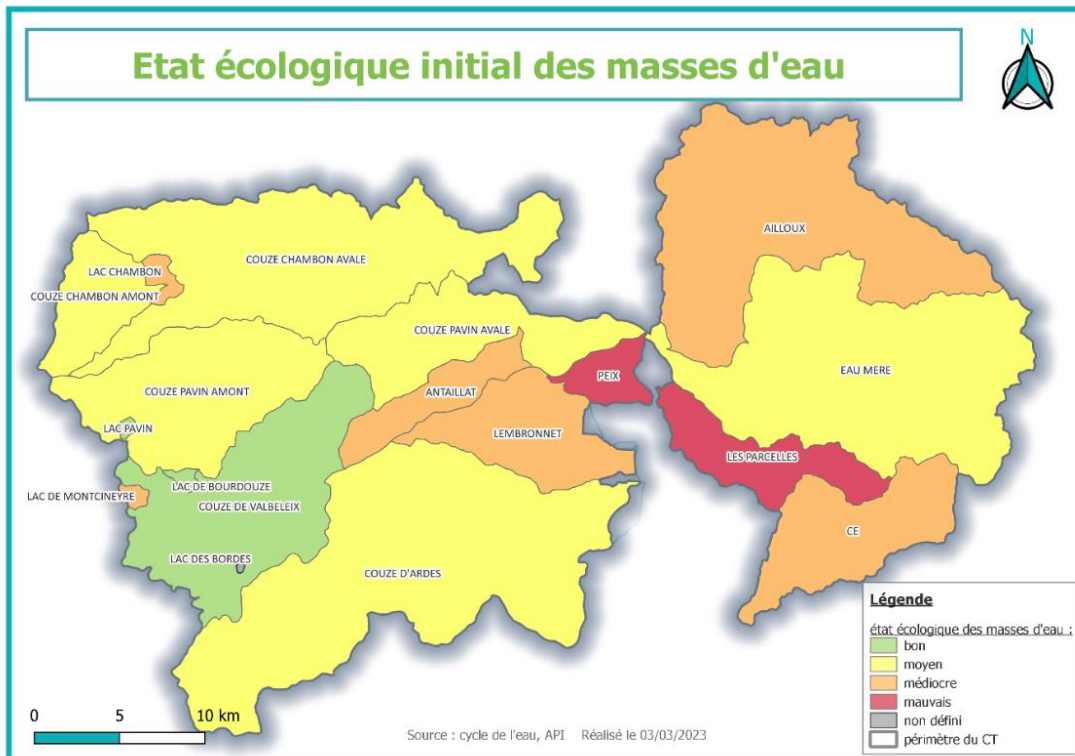 Etat écologique initial des masses d'eau
N
AILLOUX
COUZE CHAMBON AVALE
LAC CHAMBON
COUZE CHAMBON AMONT
COUZE PAVIN AVALE
EAU MERE
PEIX
COUZE PAVIN AMONT
ANTAILLAT
LAC PAVIN
LEMBRONNET
LES PARCELLES
LAC DE BOURDOUZE
LAC DE MONTCINEYRE
COUZE DE VALBELEIX
CE
LAC DES BORDES
COUZE D'ARDES
Légende
état écologique des masses d'eau :
bon
moyen
médiocre
mauvais
non défini
périmètre du CT
0 5 10 km
Source : cycle de l'eau, API Réalisé le 03/03/2023